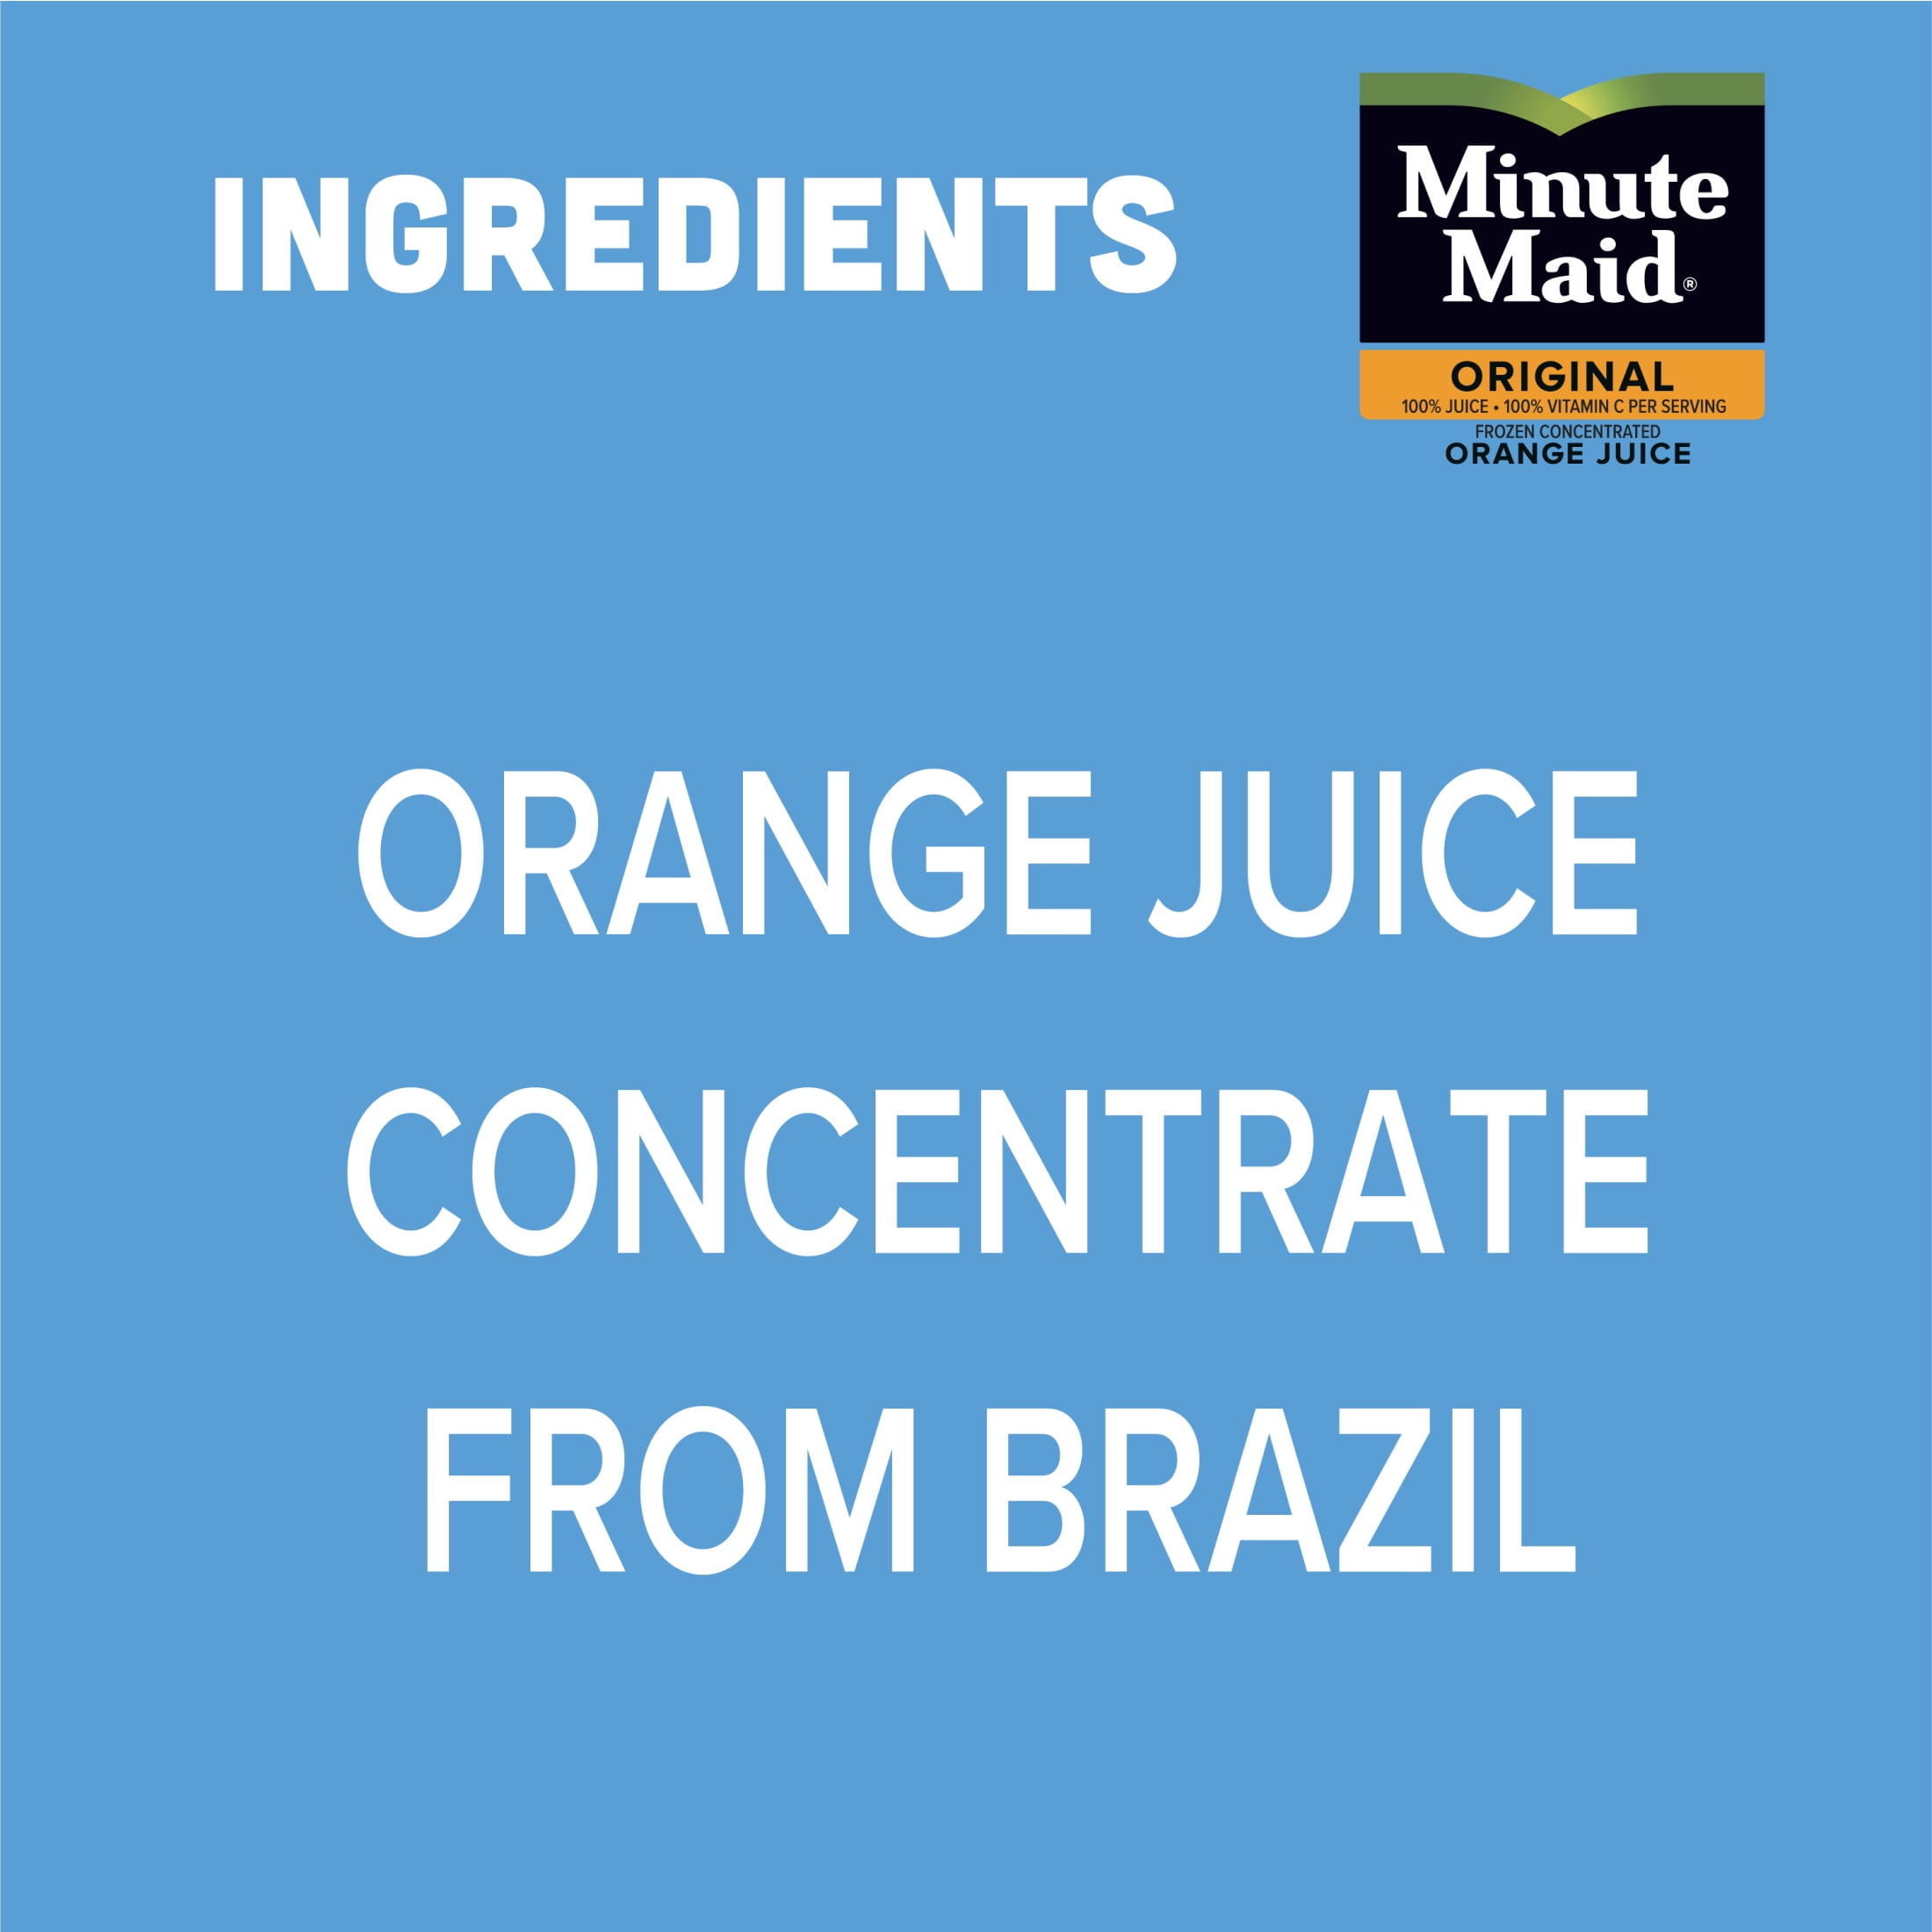 INGREDIENTS
Minute
Maid®
ORIGINAL
100% JUICE • 100% VITAMIN C PER SERVING
FROZEN CONCENTRATED
ORANGE JUICE
ORANGE JUICE
CONCENTRATE
FROM BRAZIL